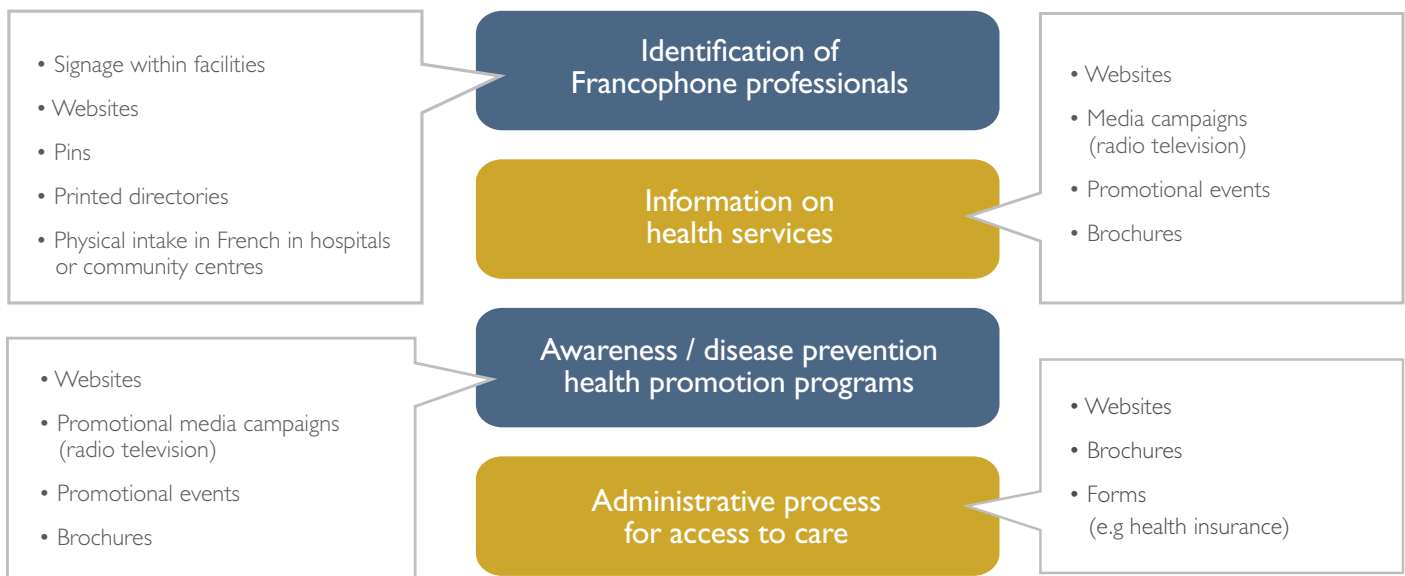 Identification of
Francophone professionals
• Signage within facilities
• Websites
• Pins
• Printed directories
• Physical intake in French in hospitals
or community centres
Information on
health services
• Websites
• Media campaigns
(radio television)
• Promotional events
• Brochures
Awareness / disease prevention
health promotion programs
• Websites
• Promotional media campaigns
(radio television)
• Promotional events
• Brochures
Administrative process
for access to care
• Websites
• Brochures
• Forms
(e.g health insurance)